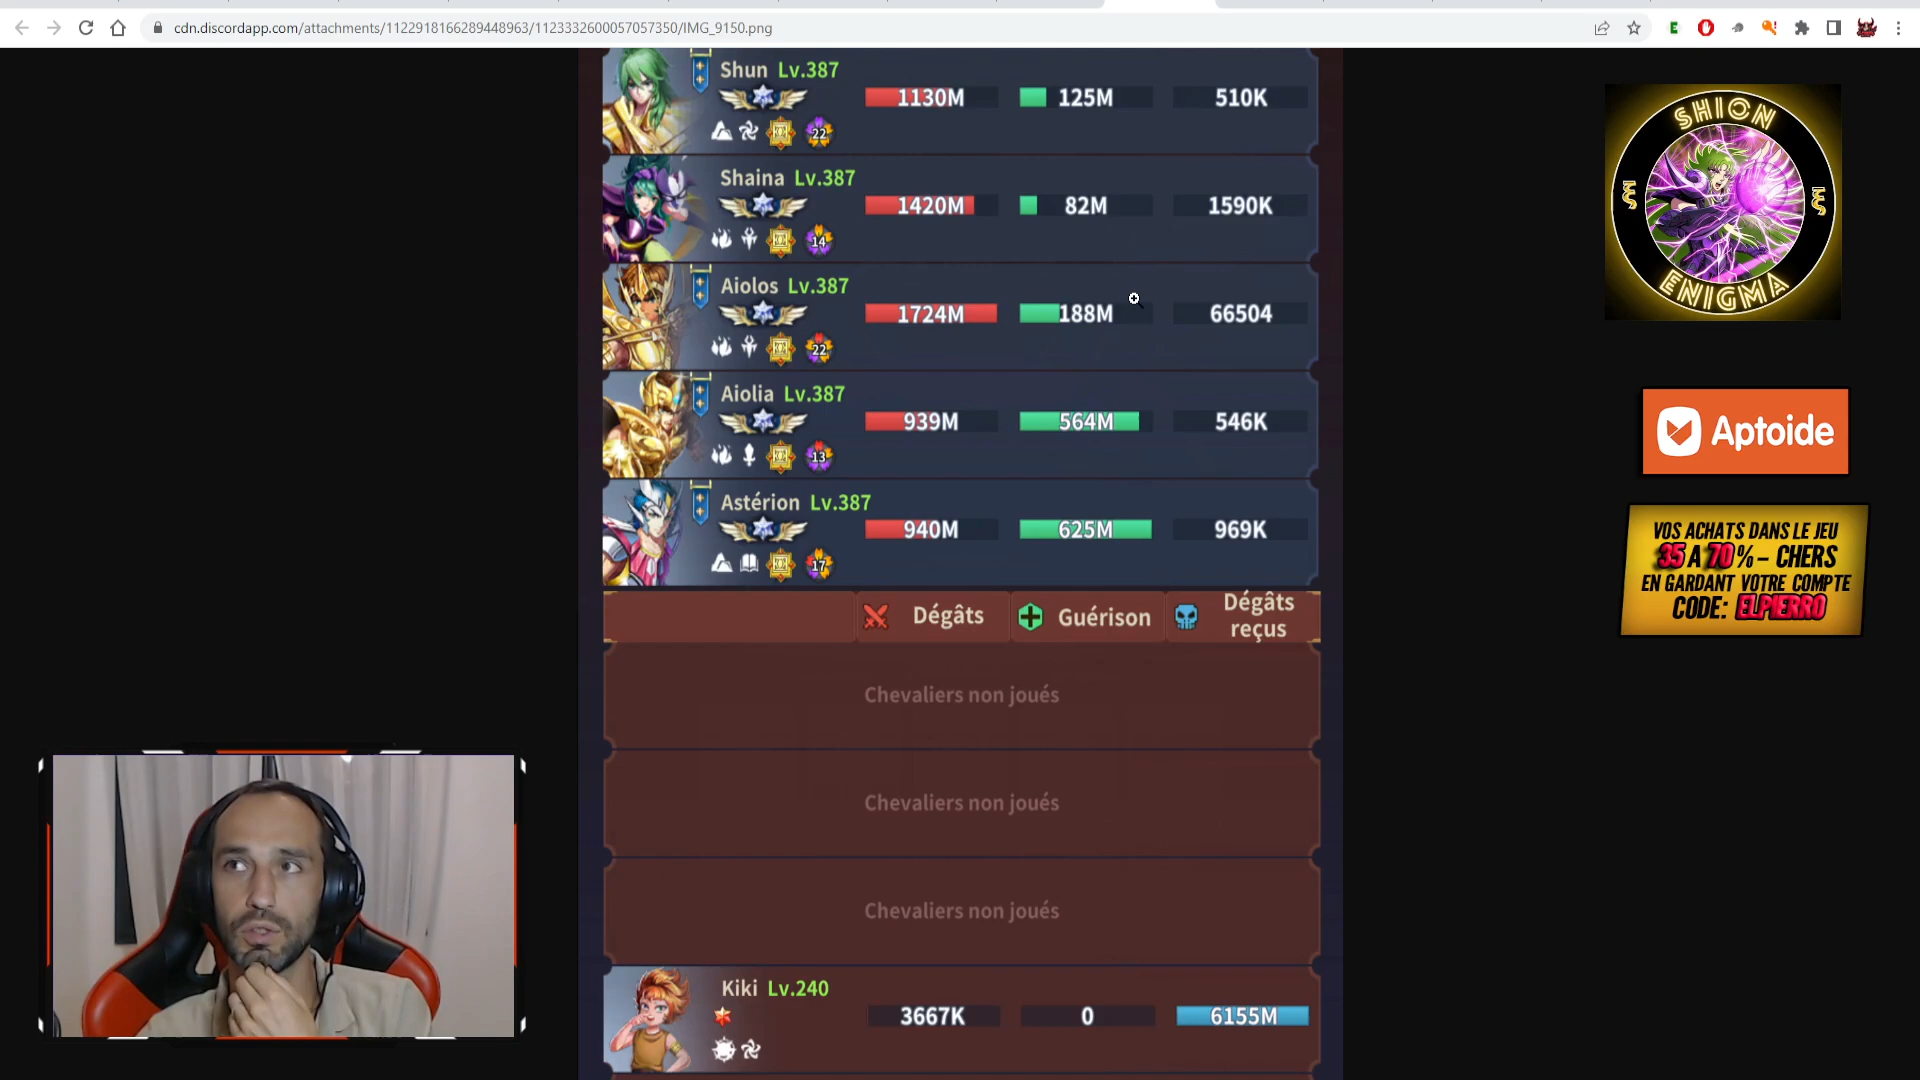 cdn.discordapp.com/attachments/1122918166289448963/1123332600057057350/IMG_9150.png
Shun Lv.387
1130M 125M 510K
22
Shaina Lv.387
1420M 82M 1590K
14
Aiolos Lv.387
1724M 188M 66504
22
Aiolia Lv.387
939M 564M 546K
13
Astérion Lv.387
940M 625M 969K
17
Dégâts Guérison Dégâts
reçus
Chevaliers non joués
Chevaliers non joués
Chevaliers non joués
Kiki Lv.240
3667K 0 6155M
SHION
ENIGMA
Aptoide
VOS ACHATS DANS LE JEU
35 A 70 %- CHERS
EN GARDANT VOTRE COMPTE
CODE: ELPIERRO